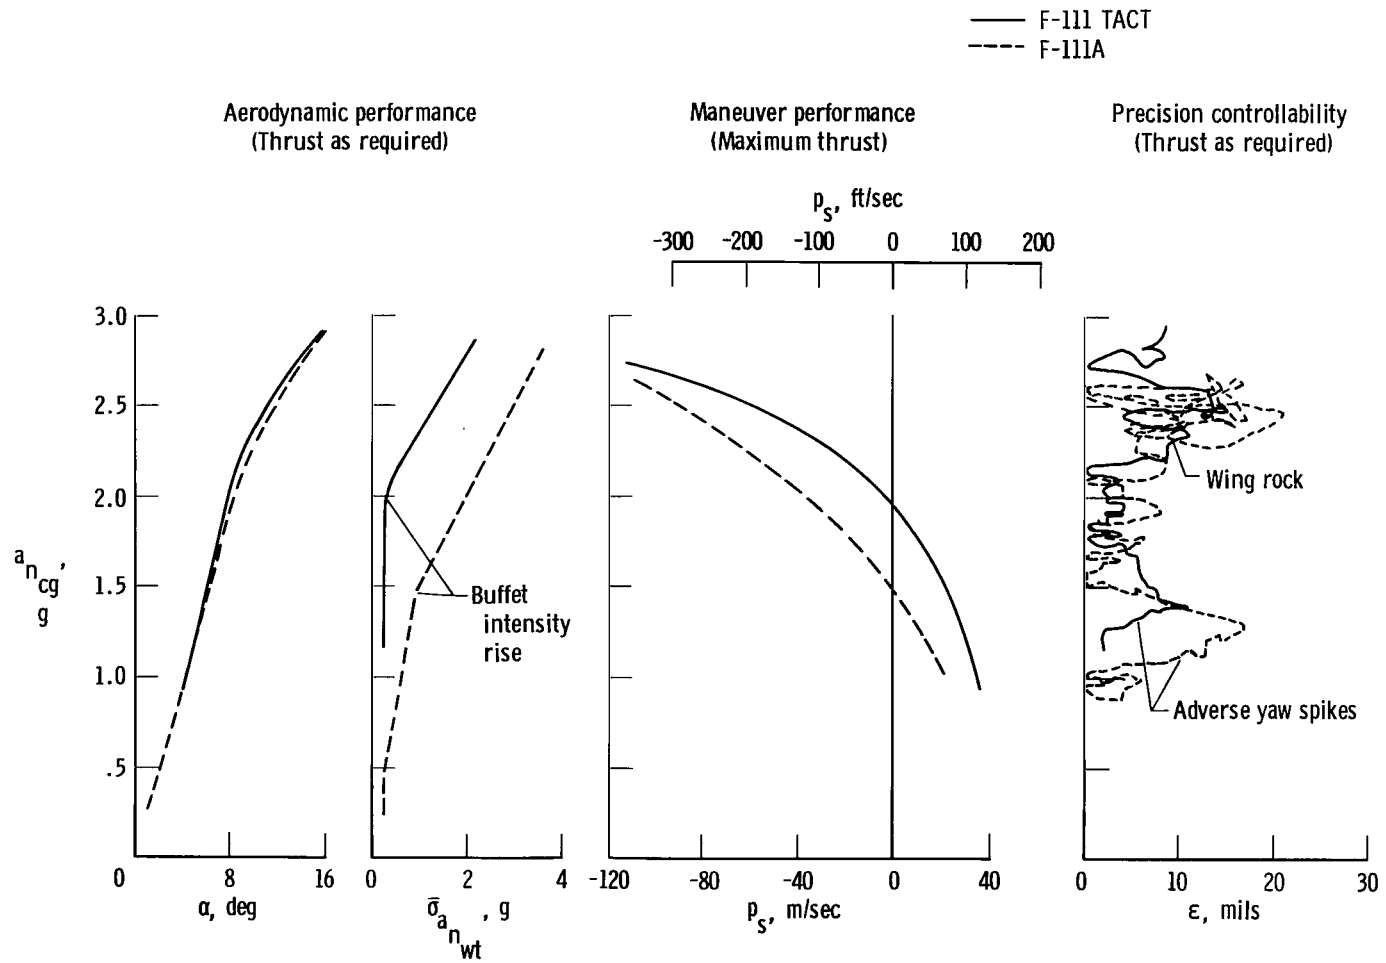 F-111 TACT
F-111A
Aerodynamic performance
(Thrust as required)
Maneuver performance
(Maximum thrust)
Precision controllability
(Thrust as required)
p_s, ft/sec
-300 -200 -100 0 100 200
3.0
2.5
2.0
1.5
1.0
.5
0
a_n_cg,
g
Buffet
intensity
rise
Wing rock
Adverse yaw spikes
8 16
0 2 4
-120 -80 -40 0 40
0 10 20 30
α, deg
σ̄_a_n_wt, g
p_s, m/sec
ε, mils